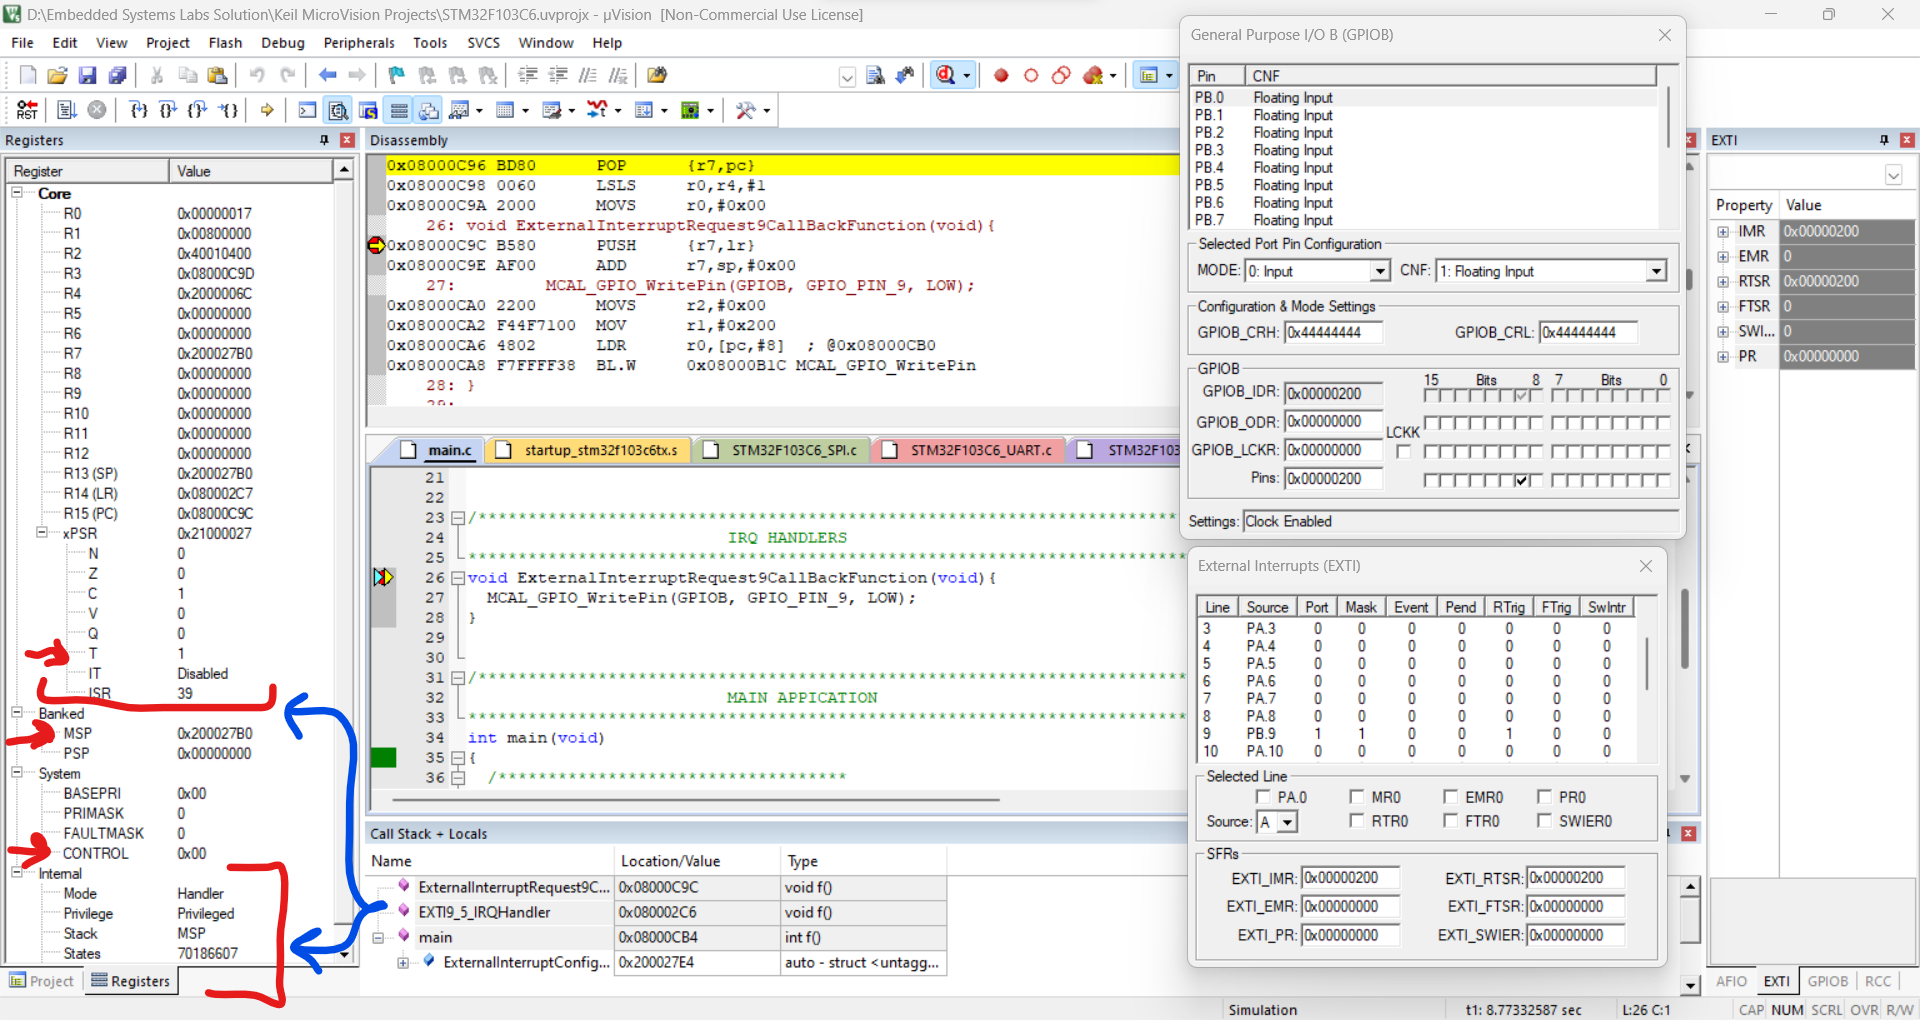 D:\Embedded Systems Labs Solution\Keil MicroVision Projects\STM32F103C6.uvprojx - µVision [Non-Commercial Use License]
File Edit View Project Flash Debug Peripherals Tools SVCS Window Help
RST
Registers
Register Value
Core
R0 0x00000017
R1 0x00800000
R2 0x40010400
R3 0x08000C9D
R4 0x2000006C
R5 0x00000000
R6 0x00000000
R7 0x200027B0
R8 0x00000000
R9 0x00000000
R10 0x00000000
R11 0x00000000
R12 0x00000000
R13 (SP) 0x200027B0
R14 (LR) 0x080002C7
R15 (PC) 0x08000C9C
xPSR 0x21000027
N 0
Z 0
C 1
V 0
Q 0
T 1
IT Disabled
ISR 39
Banked
MSP 0x200027B0
PSP 0x00000000
System
BASEPRI 0x00
PRIMASK 0
FAULTMASK 0
CONTROL 0x00
Internal
Mode Handler
Privilege Privileged
Stack MSP
States 70186607
Project Registers
Disassembly
0x08000C96 BD80 POP {r7,pc}
0x08000C98 0060 LSLS r0,r4,#1
0x08000C9A 2000 MOVS r0,#0x00
26: void ExternalInterruptRequest9CallBackFunction(void){
0x08000C9C B580 PUSH {r7,lr}
0x08000C9E AF00 ADD r7,sp,#0x00
27: MCAL_GPIO_WritePin(GPIOB, GPIO_PIN_9, LOW);
0x08000CA0 2200 MOVS r2,#0x00
0x08000CA2 F44F7100 MOV r1,#0x200
0x08000CA6 4802 LDR r0,[pc,#8] ; @0x08000CB0
0x08000CA8 F7FFFF38 BL.W 0x08000B1C MCAL_GPIO_WritePin
28: }
29:
main.c startup_stm32f103c6tx.s STM32F103C6_SPI.c STM32F103C6_UART.c STM32F103
21
22
23 /************************************************************************
24 IRQ HANDLERS
25 *************************************************************************
26 void ExternalInterruptRequest9CallBackFunction(void){
27 MCAL_GPIO_WritePin(GPIOB, GPIO_PIN_9, LOW);
28 }
29
30
31 /************************************************************************
32 MAIN APPICATION
33 *************************************************************************
34 int main(void)
35 {
36 /***********************************
Call Stack + Locals
Name Location/Value Type
ExternalInterruptRequest9C... 0x08000C9C void f()
EXTI9_5_IRQHandler 0x080002C6 void f()
main 0x08000CB4 int f()
ExternalInterruptConfig... 0x200027E4 auto - struct <untagg...
General Purpose I/O B (GPIOB)
Pin CNF
PB.0 Floating Input
PB.1 Floating Input
PB.2 Floating Input
PB.3 Floating Input
PB.4 Floating Input
PB.5 Floating Input
PB.6 Floating Input
PB.7 Floating Input
Selected Port Pin Configuration
MODE: 0: Input CNF: 1: Floating Input
Configuration & Mode Settings
GPIOB_CRH: 0x44444444 GPIOB_CRL: 0x44444444
GPIOB
15 Bits 8 7 Bits 0
GPIOB_IDR: 0x00000200
GPIOB_ODR: 0x00000000
LCKK
GPIOB_LCKR: 0x00000000
Pins: 0x00000200
Settings: Clock Enabled
External Interrupts (EXTI)
Line Source Port Mask Event Pend RTrig FTrig SwIntr
3 PA.3 0 0 0 0 0 0 0
4 PA.4 0 0 0 0 0 0 0
5 PA.5 0 0 0 0 0 0 0
6 PA.6 0 0 0 0 0 0 0
7 PA.7 0 0 0 0 0 0 0
8 PA.8 0 0 0 0 0 0 0
9 PB.9 1 1 0 0 1 0 0
10 PA.10 0 0 0 0 0 0 0
Selected Line
PA.0 MR0 EMR0 PR0
Source: A RTR0 FTR0 SWIER0
SFRs
EXTI_IMR: 0x00000200 EXTI_RTSR: 0x00000200
EXTI_EMR: 0x00000000 EXTI_FTSR: 0x00000000
EXTI_PR: 0x00000000 EXTI_SWIER: 0x00000000
EXTI
Property Value
IMR 0x00000200
EMR 0
RTSR 0x00000200
FTSR 0
SWI... 0
PR 0x00000000
AFIO EXTI GPIOB RCC
Simulation t1: 8.77332587 sec L:26 C:1 CAP NUM SCRL OVR R/W